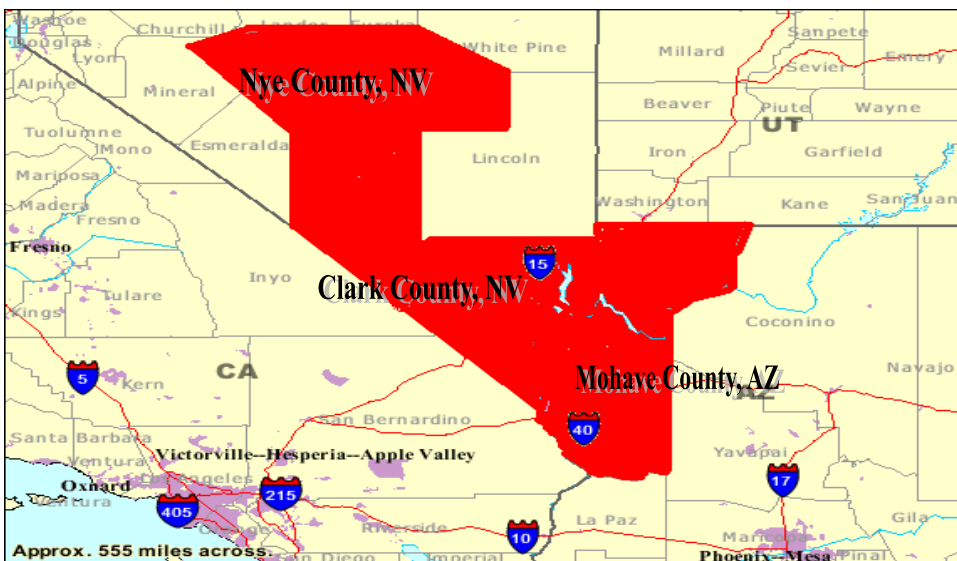 Washoe
Churchill
Lander
Eureka
Douglas
Lyon
White Pine
Millard
Sanpete
Sevier
Emery
Alpine
Mineral
Nye County, NV
Beaver
Piute
Wayne
UT
Tuolumne
Mono
Esmeralda
Lincoln
Iron
Garfield
Mariposa
Madera
Fresno
Washington
Kane
San Juan
Fresno
Inyo
15
Clark County, NV
Tulare
Kings
Coconino
5
Kern
CA
Mohave County, AZ
AZ
Navajo
San Bernardino
40
Santa Barbara
Ventura
Victorville--Hesperia--Apple Valley
Yavapai
Oxnard
Los Angeles
Ventura
405
215
17
Orange
Riverside
10
La Paz
Gila
Maricopa
Approx. 555 miles across.
San Diego
Imperial
Phoenix--Mesa
Pinal